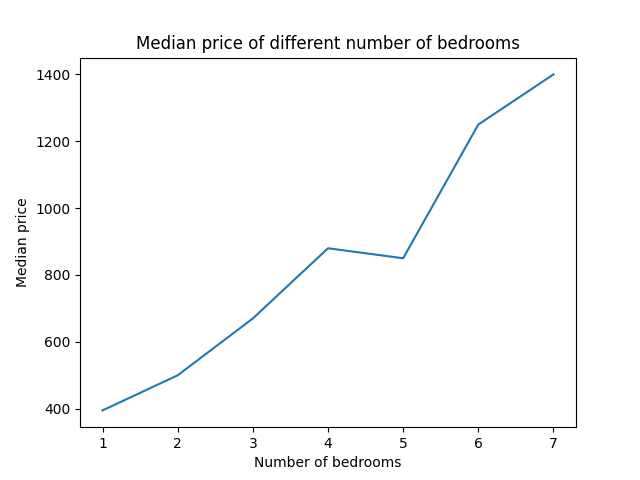 Median price of different number of bedrooms
1400
1200
1000
800
600
400
Median price
1 2 3 4 5 6 7
Number of bedrooms